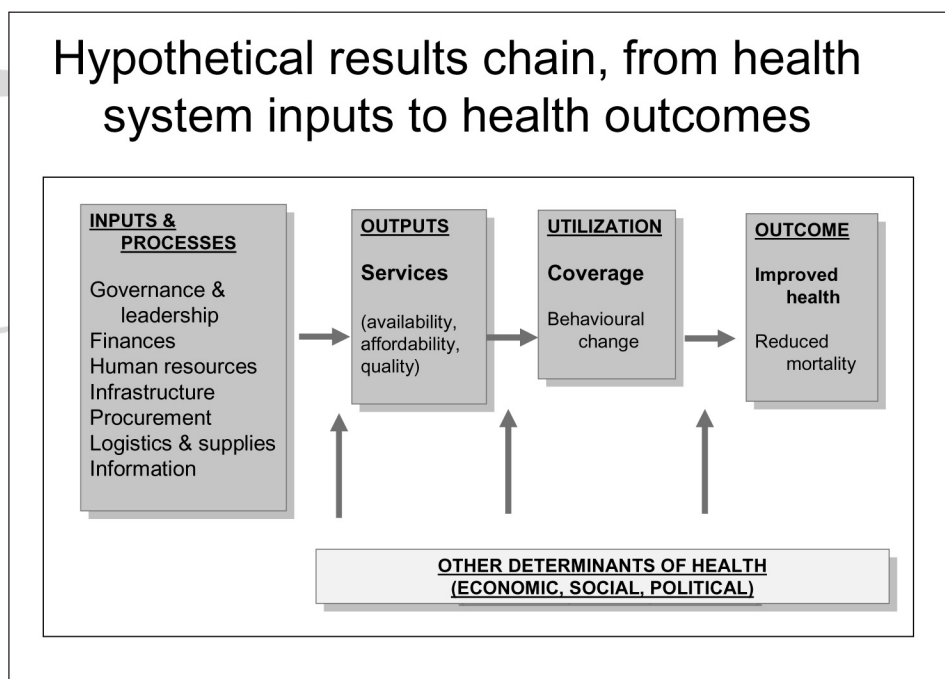 Hypothetical results chain, from health
system inputs to health outcomes
INPUTS &
PROCESSES
Governance &
leadership
Finances
Human resources
Infrastructure
Procurement
Logistics & supplies
Information
OUTPUTS
Services
(availability,
affordability,
quality)
UTILIZATION
Coverage
Behavioural
change
OUTCOME
Improved
health
Reduced
mortality
OTHER DETERMINANTS OF HEALTH
(ECONOMIC, SOCIAL, POLITICAL)